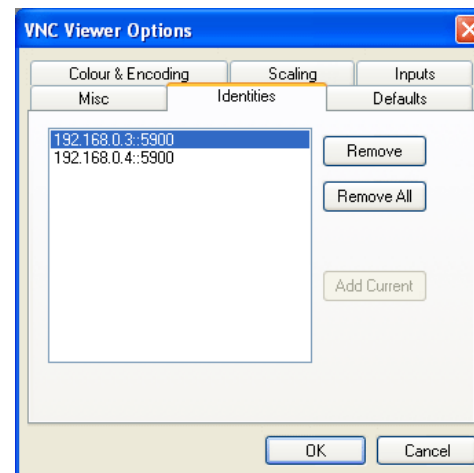 VNC Viewer Options
Colour & Encoding Scaling Inputs
Misc Identities Defaults
192.168.0.3::5900
192.168.0.4::5900
Remove
Remove All
Add Current
OK Cancel